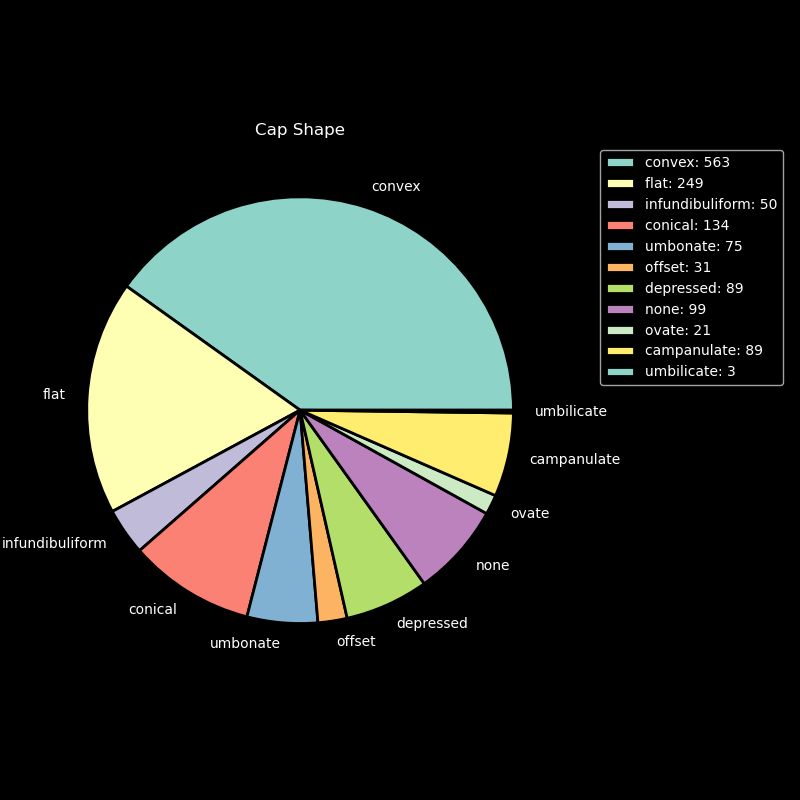 Cap Shape
convex
flat
infundibuliform
conical
umbonate
offset
depressed
none
ovate
campanulate
umbilicate
convex: 563
flat: 249
infundibuliform: 50
conical: 134
umbonate: 75
offset: 31
depressed: 89
none: 99
ovate: 21
campanulate: 89
umbilicate: 3